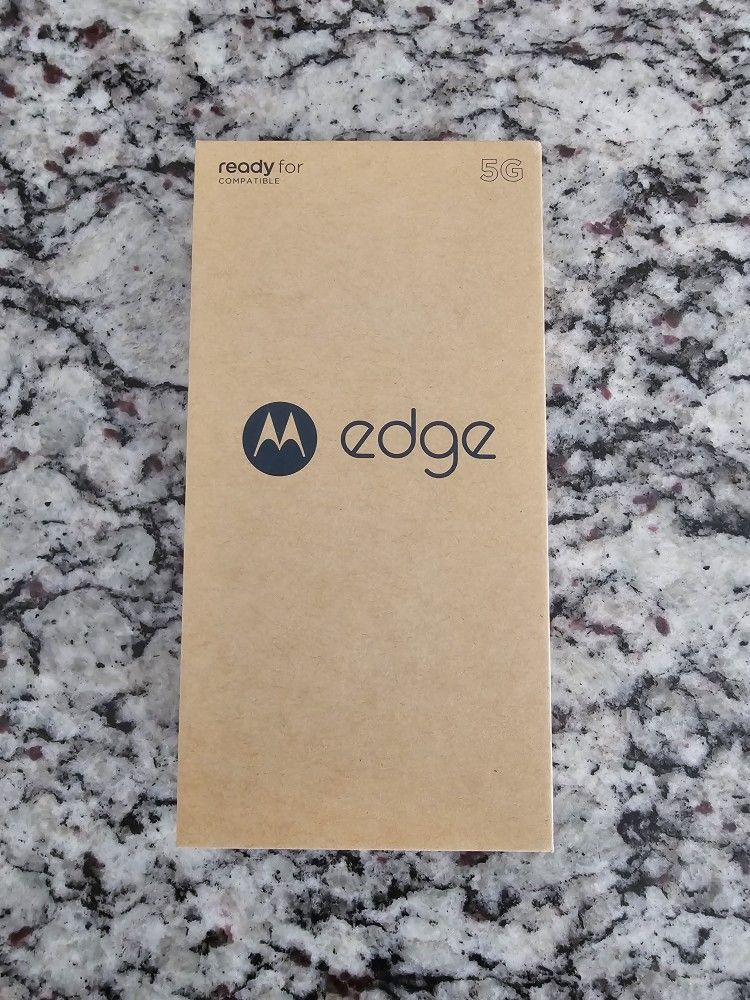 ready for
COMPATIBLE
5G
edge